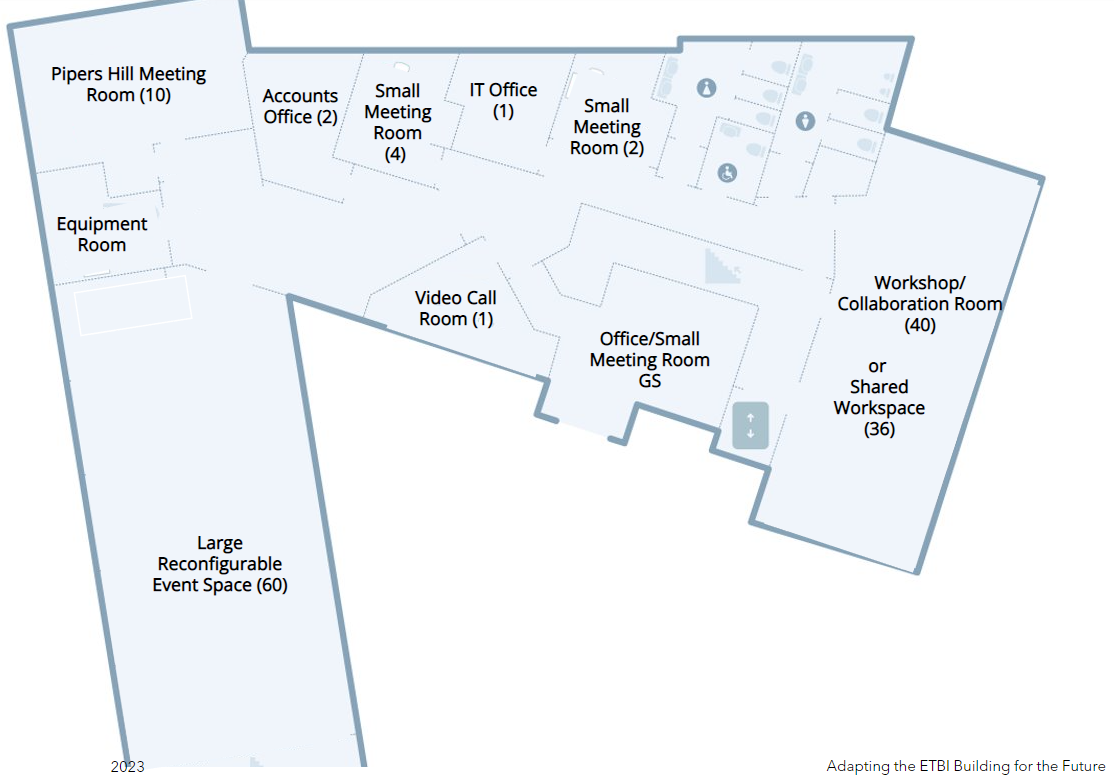 Pipers Hill Meeting
Room (10)
Accounts
Office (2)
Small
Meeting
Room
(4)
IT Office
(1)
Small
Meeting
Room (2)
Equipment
Room
Video Call
Room (1)
Office/Small
Meeting Room
GS
Workshop/
Collaboration Room
(40)
or
Shared
Workspace
(36)
Large
Reconfigurable
Event Space (60)
2023
Adapting the ETBI Building for the Future